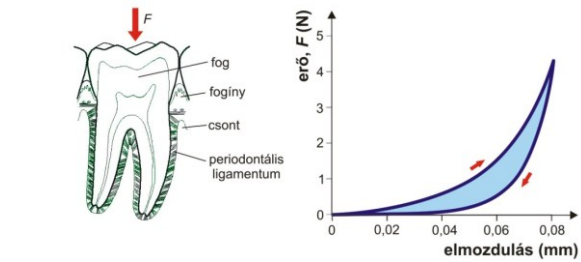 F
fog
fogíny
csont
periodontális
ligamentum
erő, F (N)
5
4
3
2
1
0
0
0,02
0,04
0,06
0,08
elmozdulás (mm)